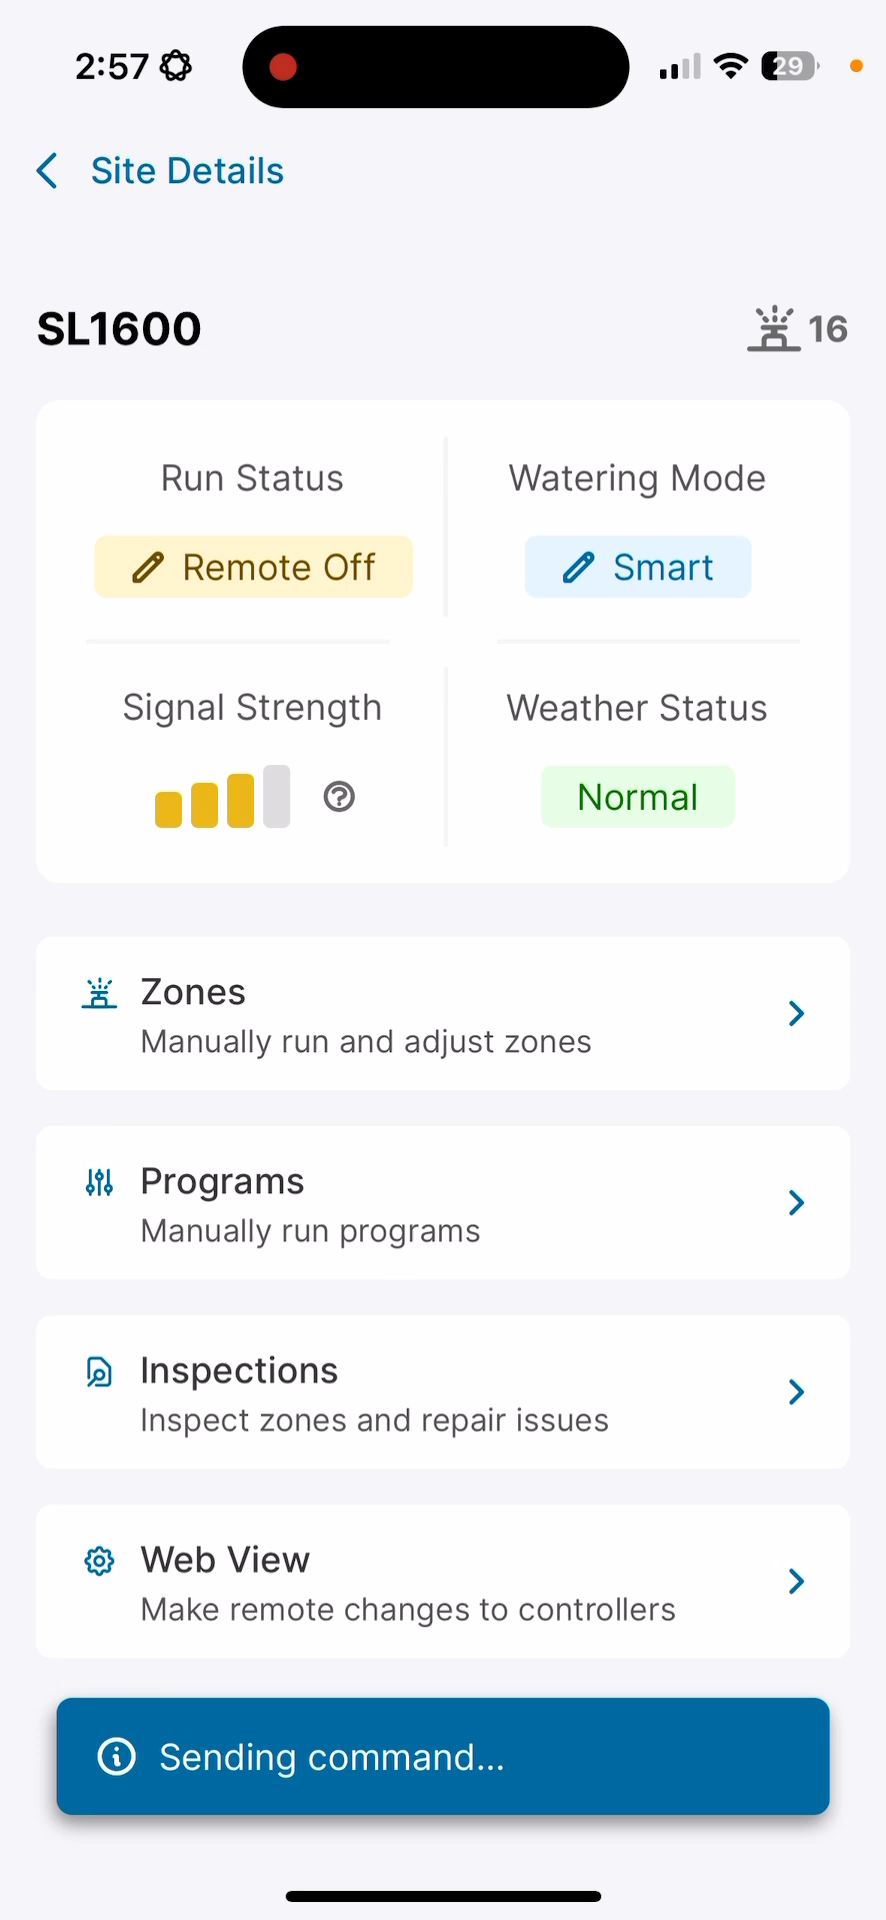 2:57
29
Site Details
SL1600
16
Run Status
Watering Mode
Remote Off
Smart
Signal Strength
Weather Status
Normal
Zones
Manually run and adjust zones
Programs
Manually run programs
Inspections
Inspect zones and repair issues
Web View
Make remote changes to controllers
Sending command...